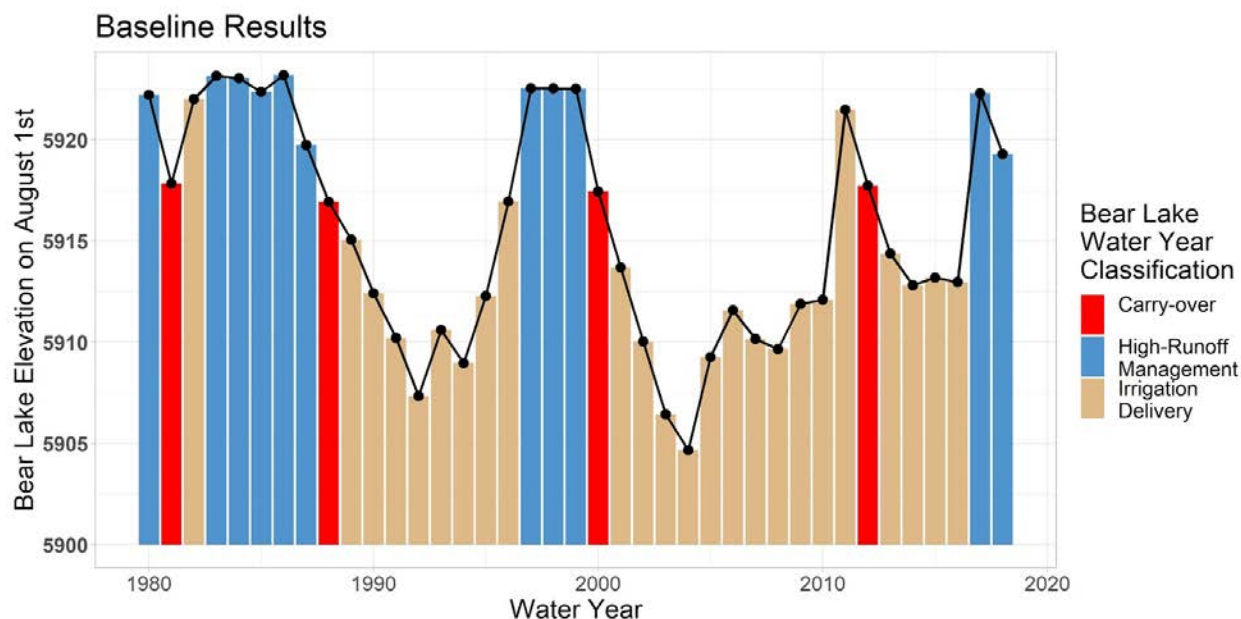 Baseline Results
Bear Lake Elevation on August 1st
5920
5915
5910
5905
5900
1980
1990
2000
2010
2020
Water Year
Bear Lake
Water Year
Classification
Carry-over
High-Runoff
Management
Irrigation
Delivery